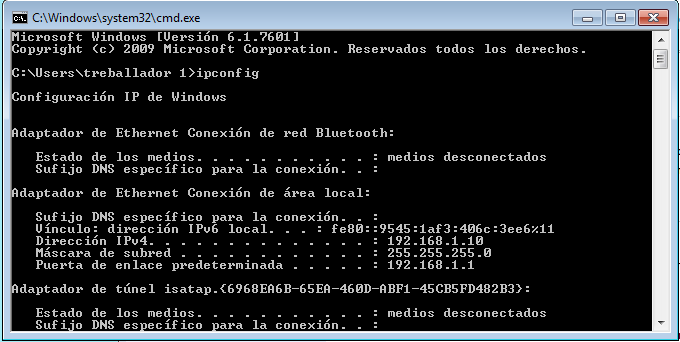 C:\Windows\system32\cmd.exe
Microsoft Windows [Versión 6.1.7601]
Copyright (c) 2009 Microsoft Corporation. Reservados todos los derechos.
C:\Users\treballador 1>ipconfig
Configuración IP de Windows
Adaptador de Ethernet Conexión de red Bluetooth:
Estado de los medios. . . . . . . . . . . : medios desconectados
Sufijo DNS específico para la conexión. . :
Adaptador de Ethernet Conexión de área local:
Sufijo DNS específico para la conexión. . :
Vínculo: dirección IPv6 local. . . : fe80::9545:1af3:406c:3ee6%11
Dirección IPv4. . . . . . . . . . . . . . : 192.168.1.10
Máscara de subred . . . . . . . . . . . . : 255.255.255.0
Puerta de enlace predeterminada . . . . . : 192.168.1.1
Adaptador de túnel isatap.{6968EA6B-65EA-460D-ABF1-45CB5FD482B3}:
Estado de los medios. . . . . . . . . . . : medios desconectados
Sufijo DNS específico para la conexión. . :